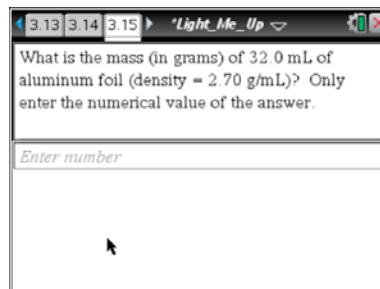 3.13 3.14 3.15 *Light_Me_Up
What is the mass (in grams) of 32.0 mL of
aluminum foil (density = 2.70 g/mL)? Only
enter the numerical value of the answer.
Enter number